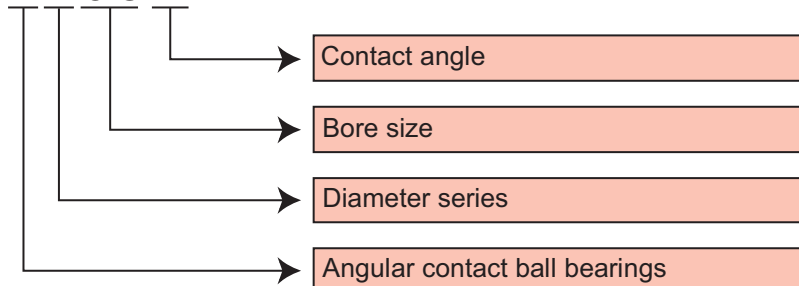 Contact angle
Bore size
Diameter series
Angular contact ball bearings